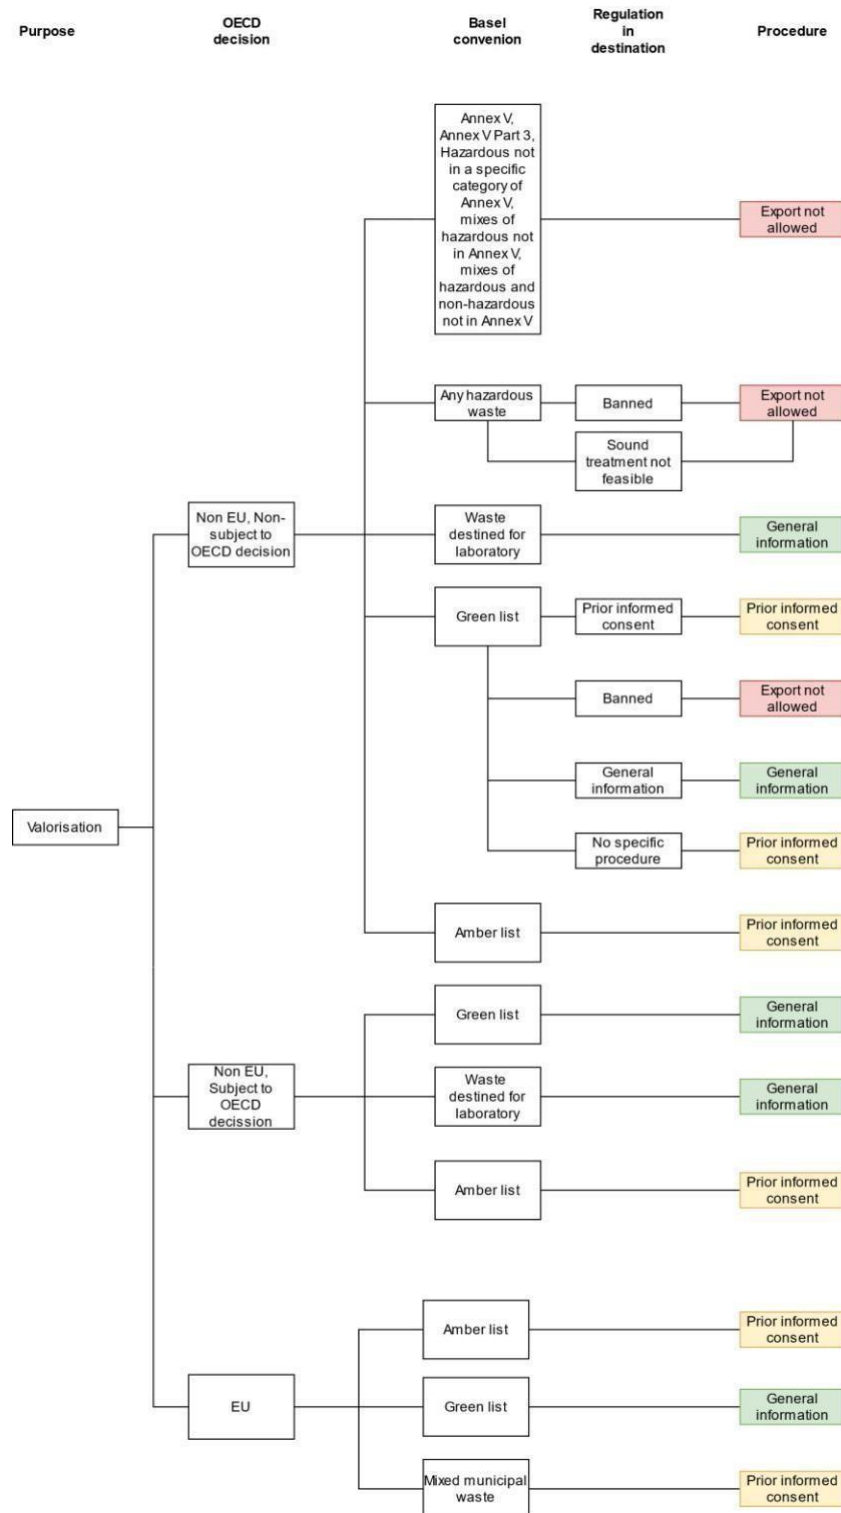 Purpose
OECD
decision
Basel
convenion
Regulation
in
destination
Procedure
Annex V,
Annex V Part 3,
Hazardous not
in a specific
category of
Annex V,
mixes of
hazardous not
in Annex V,
mixes of
hazardous and
non-hazardous
not in Annex V
Export not
allowed
Any hazardous
waste
Banned
Export not
allowed
Sound
treatment not
feasible
Non EU, Non-
subject to
OECD decision
Waste
destined for
laboratory
General
information
Green list
Prior informed
consent
Prior informed
consent
Banned
Export not
allowed
General
information
General
information
Valorisation
No specific
procedure
Prior informed
consent
Amber list
Prior informed
consent
Green list
General
information
Non EU,
Subject to
OECD
decission
Waste
destined for
laboratory
General
information
Amber list
Prior informed
consent
Amber list
Prior informed
consent
EU
Green list
General
information
Mixed municipal
waste
Prior informed
consent